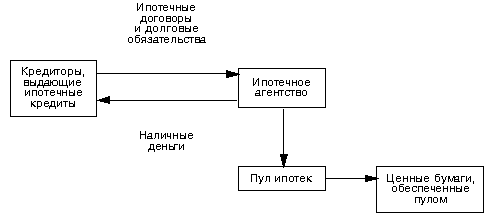 Ипотечные
договоры
и долговые
обязательства
Кредиторы,
выдающие
ипотечные
кредиты
Ипотечное
агентство
Наличные
деньги
Пул ипотек
Ценные бумаги,
обеспеченные
пулом